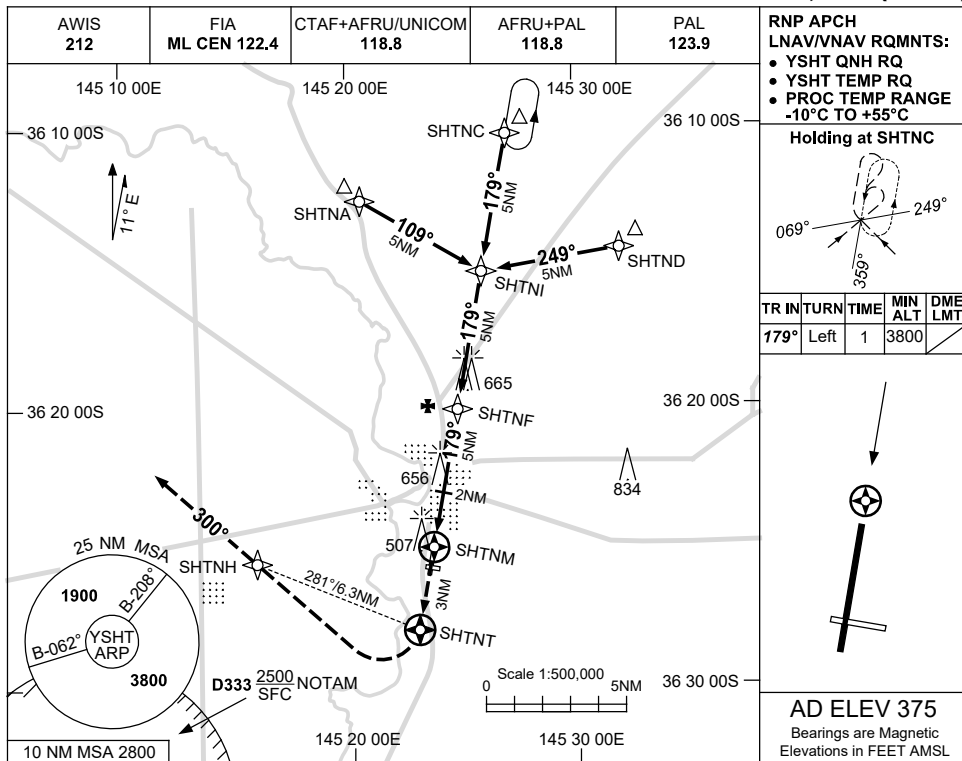 AWIS
212
FIA
ML CEN 122.4
CTAF+AFRU/UNICOM
118.8
AFRU+PAL
118.8
PAL
123.9
RNP APCH
LNAV/VNAV RQMNTS:
• YSHT QNH RQ
• YSHT TEMP RQ
• PROC TEMP RANGE
-10°C TO +55°C
145 10 00E
145 20 00E
145 30 00E
36 10 00S
36 10 00S
SHTNC
Holding at SHTNC
249°
069°
359°
11° E
179°
5NM
SHTNA
109°
5NM
249°
5NM
SHTND
SHTNI
TR IN
TURN
TIME
MIN
ALT
DME
LMT
179°
Left
1
3800
179°
5NM
665
36 20 00S
36 20 00S
SHTNF
179°
5NM
656
2NM
834
507
SHTNM
300°
25 NM MSA
SHTNH
281°/6.3NM
3NM
1900
B-208°
B-062°
YSHT
ARP
3800
SHTNT
D333
2500
SFC
NOTAM
Scale 1:500,000
0
5NM
36 30 00S
10 NM MSA 2800
145 20 00E
145 30 00E
AD ELEV 375
Bearings are Magnetic
Elevations in FEET AMSL